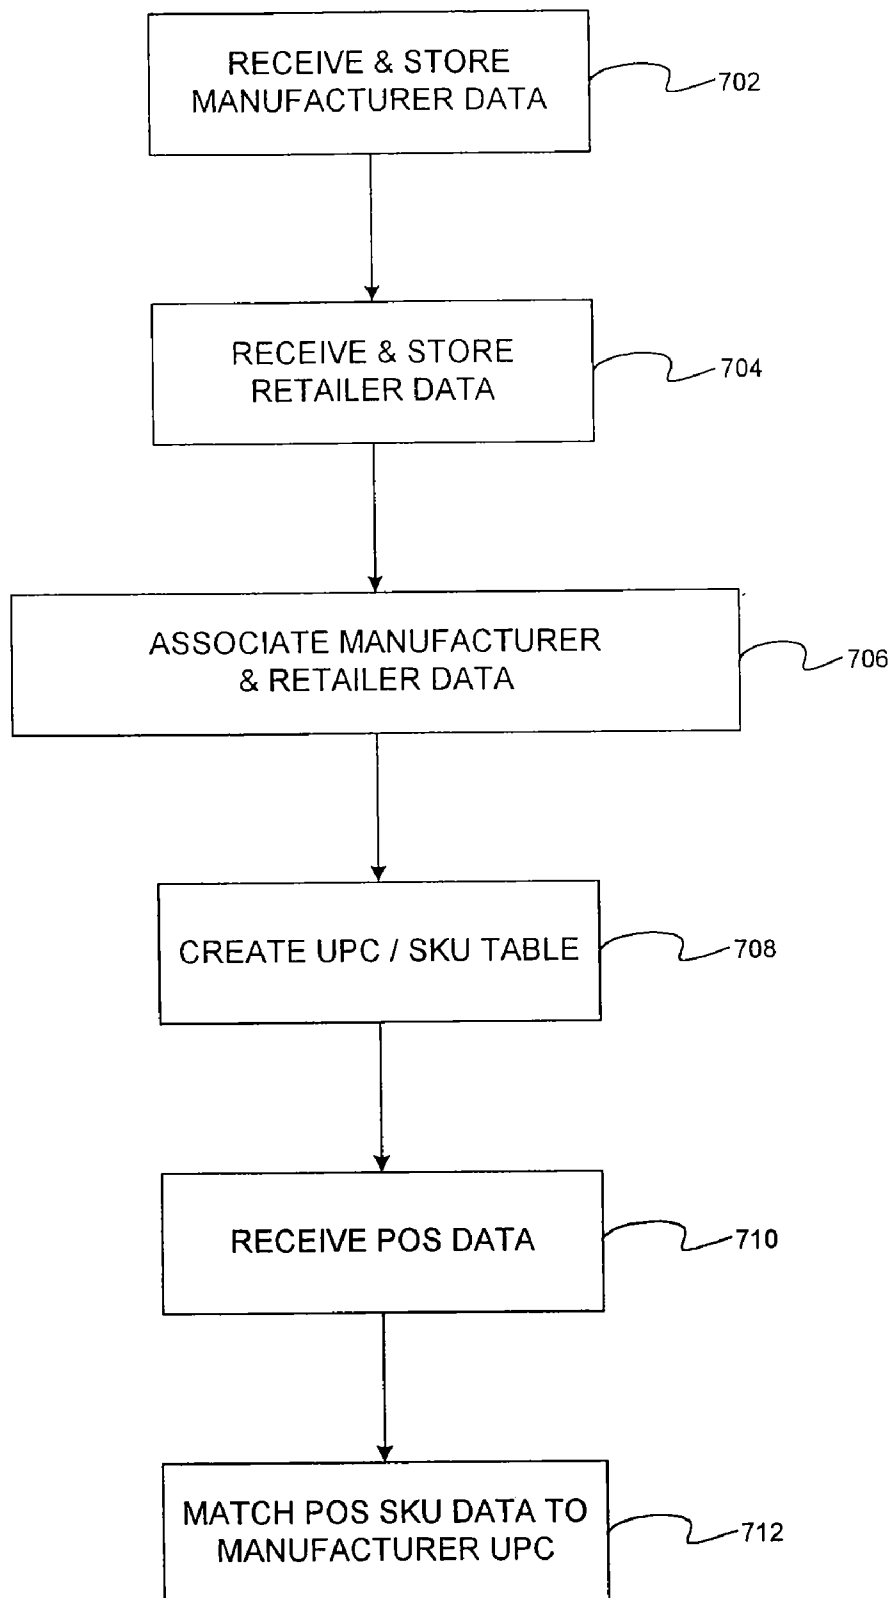 RECEIVE & STORE
MANUFACTURER DATA
702
RECEIVE & STORE
RETAILER DATA
704
ASSOCIATE MANUFACTURER
& RETAILER DATA
706
CREATE UPC / SKU TABLE
708
RECEIVE POS DATA
710
MATCH POS SKU DATA TO
MANUFACTURER UPC
712